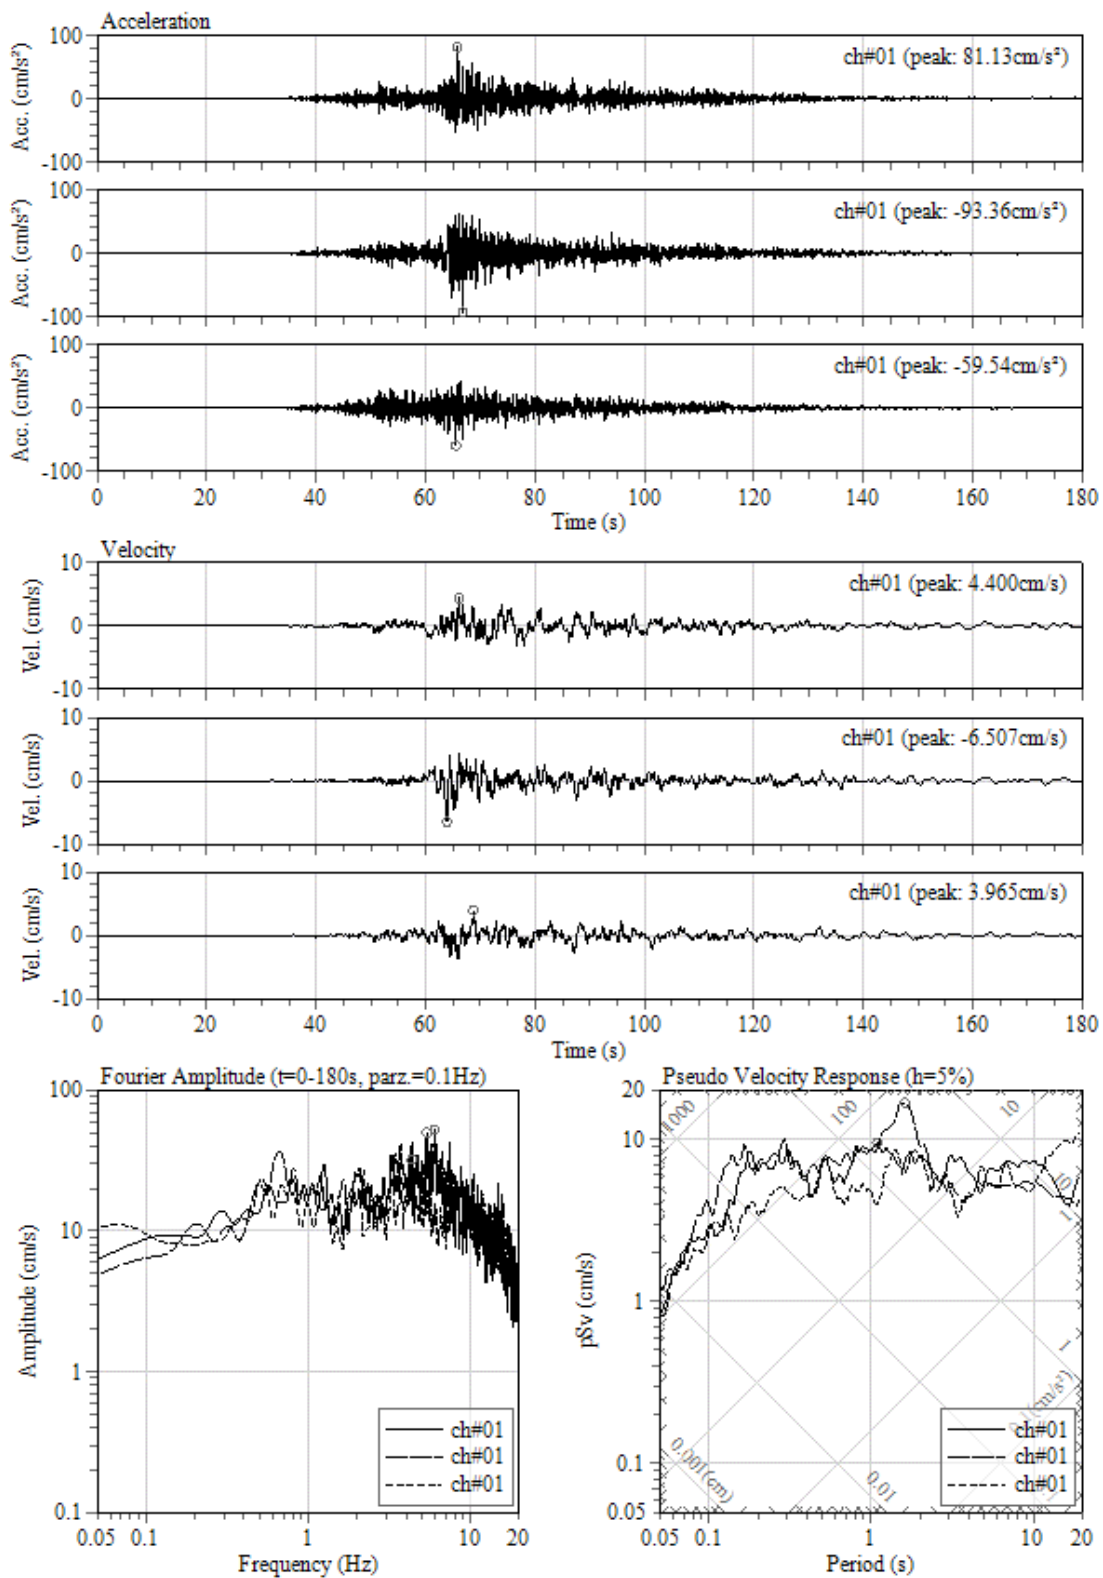 Acceleration
100
0
-100
Acc. (cm/s²)
ch#01 (peak: 81.13cm/s²)
100
0
-100
Acc. (cm/s²)
ch#01 (peak: -93.36cm/s²)
100
0
-100
Acc. (cm/s²)
ch#01 (peak: -59.54cm/s²)
0 20 40 60 80 100 120 140 160 180
Time (s)
Velocity
10
0
-10
Vel. (cm/s)
ch#01 (peak: 4.400cm/s)
10
0
-10
Vel. (cm/s)
ch#01 (peak: -6.507cm/s)
10
0
-10
Vel. (cm/s)
ch#01 (peak: 3.965cm/s)
0 20 40 60 80 100 120 140 160 180
Time (s)
Fourier Amplitude (t=0-180s, parz.=0.1Hz)
100
10
1
0.1
Amplitude (cm/s)
ch#01
ch#01
ch#01
0.05 0.1 1 10 20
Frequency (Hz)
Pseudo Velocity Response (h=5%)
20
10
1
0.1
0.05
pSv (cm/s)
1000
100
10
10
1
1
0.1(cm/s²)
0.001(cm)
0.01
ch#01
ch#01
ch#01
0.05 0.1 1 10 20
Period (s)